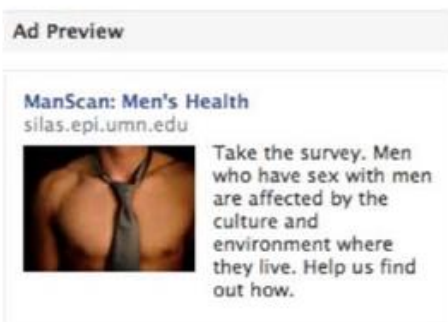 Ad Preview
ManScan: Men's Health
silas.epi.umn.edu
Take the survey. Men
who have sex with men
are affected by the
culture and
environment where
they live. Help us find
out how.